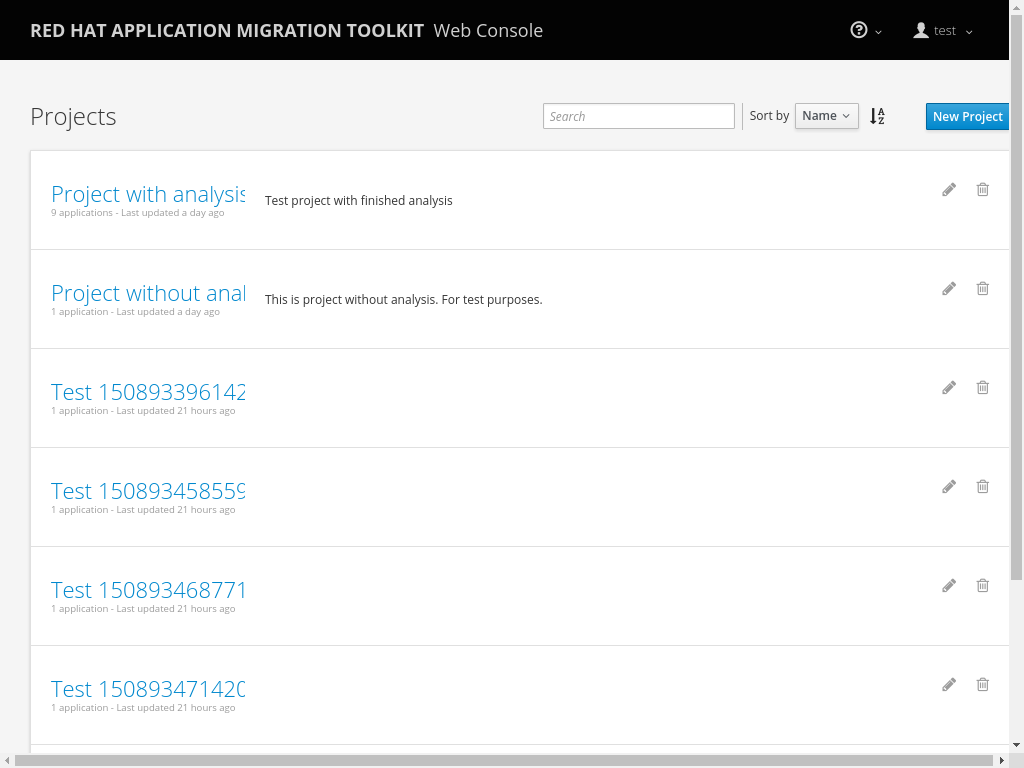 RED HAT APPLICATION MIGRATION TOOLKIT Web Console
test
Projects
Search
Sort by
Name
New Project
Project with analysis
9 applications - Last updated a day ago
Test project with finished analysis
Project without anal
1 application - Last updated a day ago
This is project without analysis. For test purposes.
Test 150893396142
1 application - Last updated 21 hours ago
Test 150893458559
1 application - Last updated 21 hours ago
Test 150893468771
1 application - Last updated 21 hours ago
Test 150893471420
1 application - Last updated 21 hours ago